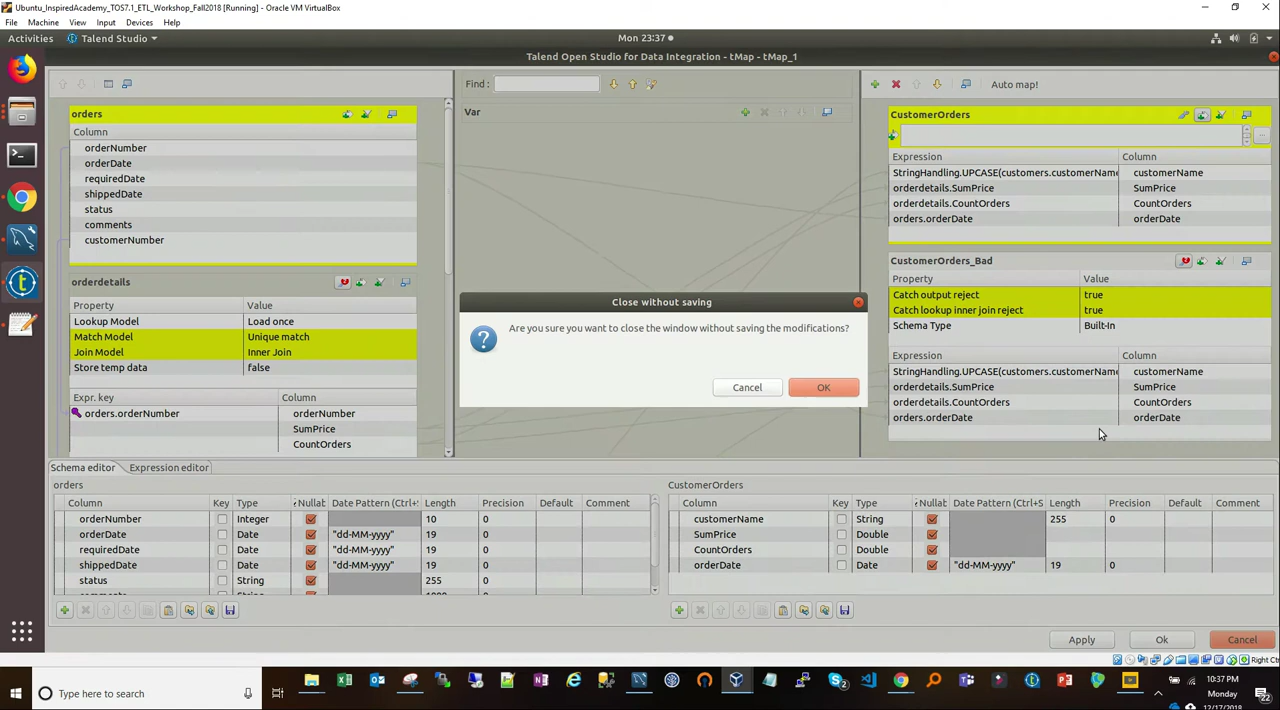 Ubuntu_InspiredAcademy_TOS7.1_ETL_Workshop_Fall2018 [Running] - Oracle VM VirtualBox
File Machine View Input Devices Help
Activities Talend Studio Mon 23:37
Talend Open Studio for Data Integration - tMap - tMap_1
Find :
Auto map!
orders
Column
orderNumber
orderDate
requiredDate
shippedDate
status
comments
customerNumber
orderdetails
Property Value
Lookup Model Load once
Match Model Unique match
Join Model Inner Join
Store temp data false
Expr. key Column
orders.orderNumber orderNumber
SumPrice
CountOrders
Var
Close without saving
Are you sure you want to close the window without saving the modifications?
Cancel OK
CustomerOrders
...
Expression Column
StringHandling.UPCASE(customers.customerName customerName
orderdetails.SumPrice SumPrice
orderdetails.CountOrders CountOrders
orders.orderDate orderDate
CustomerOrders_Bad
Property Value
Catch output reject true
Catch lookup inner join reject true
Schema Type Built-In
Expression Column
StringHandling.UPCASE(customers.customerName customerName
orderdetails.SumPrice SumPrice
orderdetails.CountOrders CountOrders
orders.orderDate orderDate
Schema editor Expression editor
orders
Column Key Type Nullat Date Pattern (Ctrl+S Length Precision Default Comment
orderNumber Integer 10 0
orderDate Date "dd-MM-yyyy" 19 0
requiredDate Date "dd-MM-yyyy" 19 0
shippedDate Date "dd-MM-yyyy" 19 0
status String 255 0
CustomerOrders
Column Key Type Nullat Date Pattern (Ctrl+S Length Precision Default Comment
customerName String 255 0
SumPrice Double
CountOrders Double
orderDate Date "dd-MM-yyyy" 19 0
Apply Ok Cancel
Right Ct
Type here to search
10:37 PM
Monday
12/17/2018
22